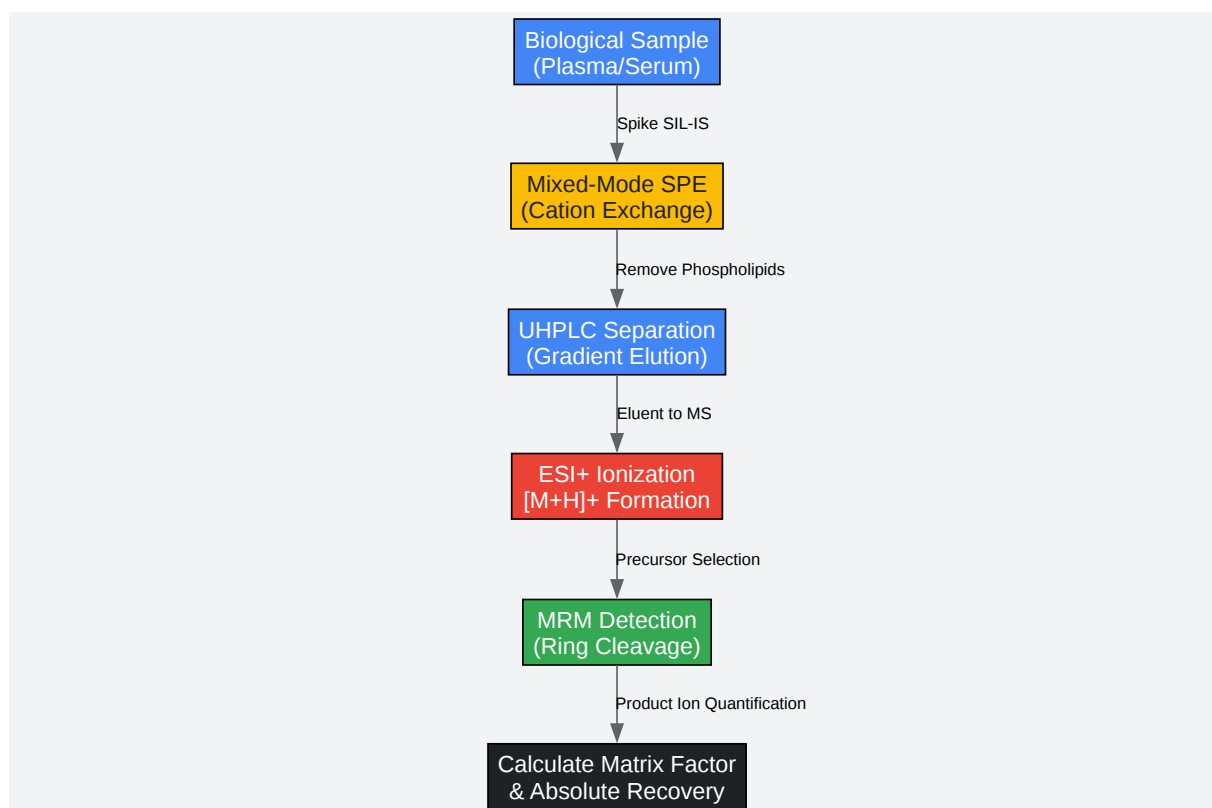 Biological Sample
(Plasma/Serum)
Spike SIL-IS
Mixed-Mode SPE
(Cation Exchange)
Remove Phospholipids
UHPLC Separation
(Gradient Elution)
Eluent to MS
ESI+ Ionization
[M+H]+ Formation
Precursor Selection
MRM Detection
(Ring Cleavage)
Product Ion Quantification
Calculate Matrix Factor
& Absolute Recovery